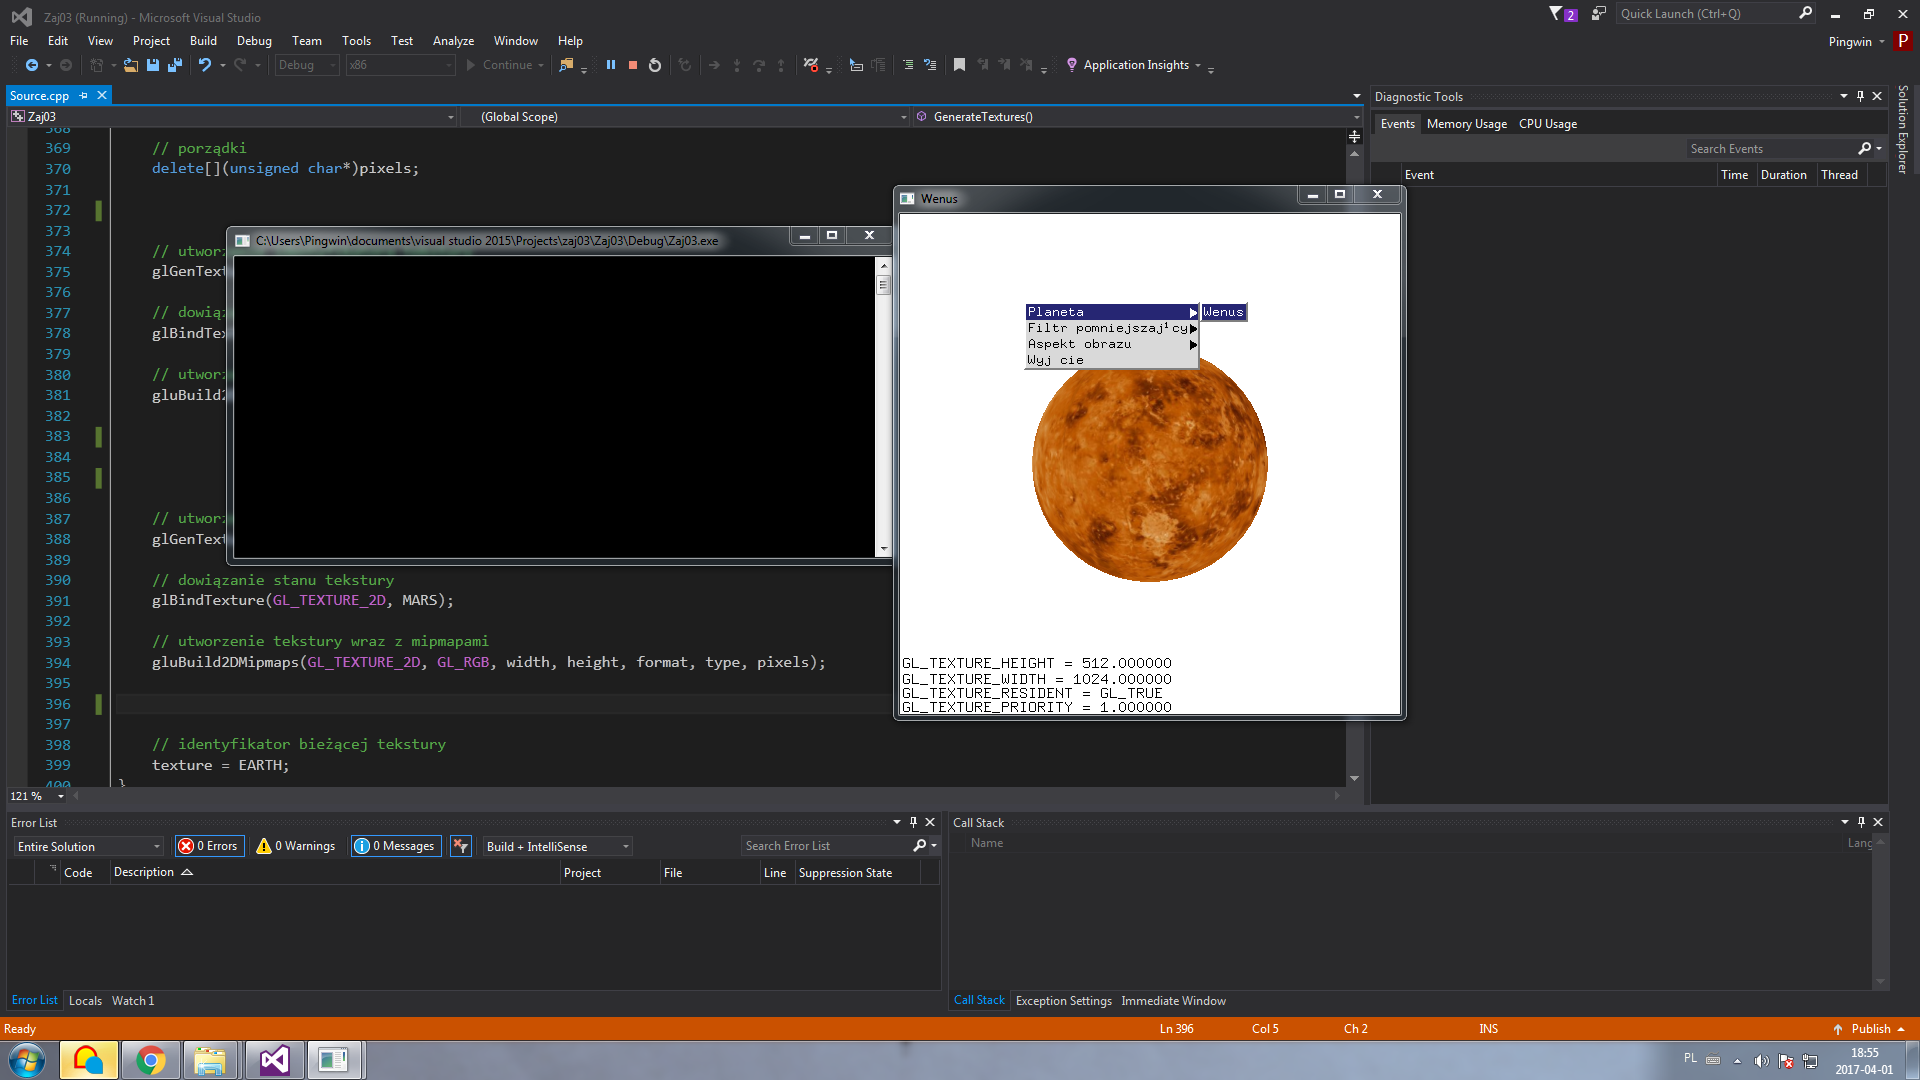 Zaj03 (Running) - Microsoft Visual Studio
2
Quick Launch (Ctrl+Q)
File Edit View Project Build Debug Team Tools Test Analyze Window Help
Pingwin
P
Debug
x86
Continue
Application Insights
Source.cpp
Zaj03
(Global Scope)
GenerateTextures()
368
369 // porządki
370 delete[](unsigned char*)pixels;
371
372
373
374 // utworz
375 glGenText
376
377 // dowiąz
378 glBindTex
379
380 // utworz
381 gluBuild2
382
383
384
385
386
387 // utworz
388 glGenText
389
390 // dowiązanie stanu tekstury
391 glBindTexture(GL_TEXTURE_2D, MARS);
392
393 // utworzenie tekstury wraz z mipmapami
394 gluBuild2DMipmaps(GL_TEXTURE_2D, GL_RGB, width, height, format, type, pixels);
395
396
397
398 // identyfikator bieżącej tekstury
399 texture = EARTH;
400 }
121 %
C:\Users\Pingwin\documents\visual studio 2015\Projects\zaj03\Zaj03\Debug\Zaj03.exe
Wenus
Planeta
Wenus
Filtr pomniejszaj¹cy
Aspekt obrazu
Wyj cie
GL_TEXTURE_HEIGHT = 512.000000
GL_TEXTURE_WIDTH = 1024.000000
GL_TEXTURE_RESIDENT = GL_TRUE
GL_TEXTURE_PRIORITY = 1.000000
Diagnostic Tools
Events Memory Usage CPU Usage
Search Events
Event Time Duration Thread
Solution Explorer
Error List
Entire Solution
0 Errors
0 Warnings
0 Messages
Build + IntelliSense
Search Error List
Code Description Project File Line Suppression State
Error List Locals Watch 1
Call Stack
Name Lang
Call Stack Exception Settings Immediate Window
Ready
Ln 396 Col 5 Ch 2 INS
Publish
PL
18:55
2017-04-01